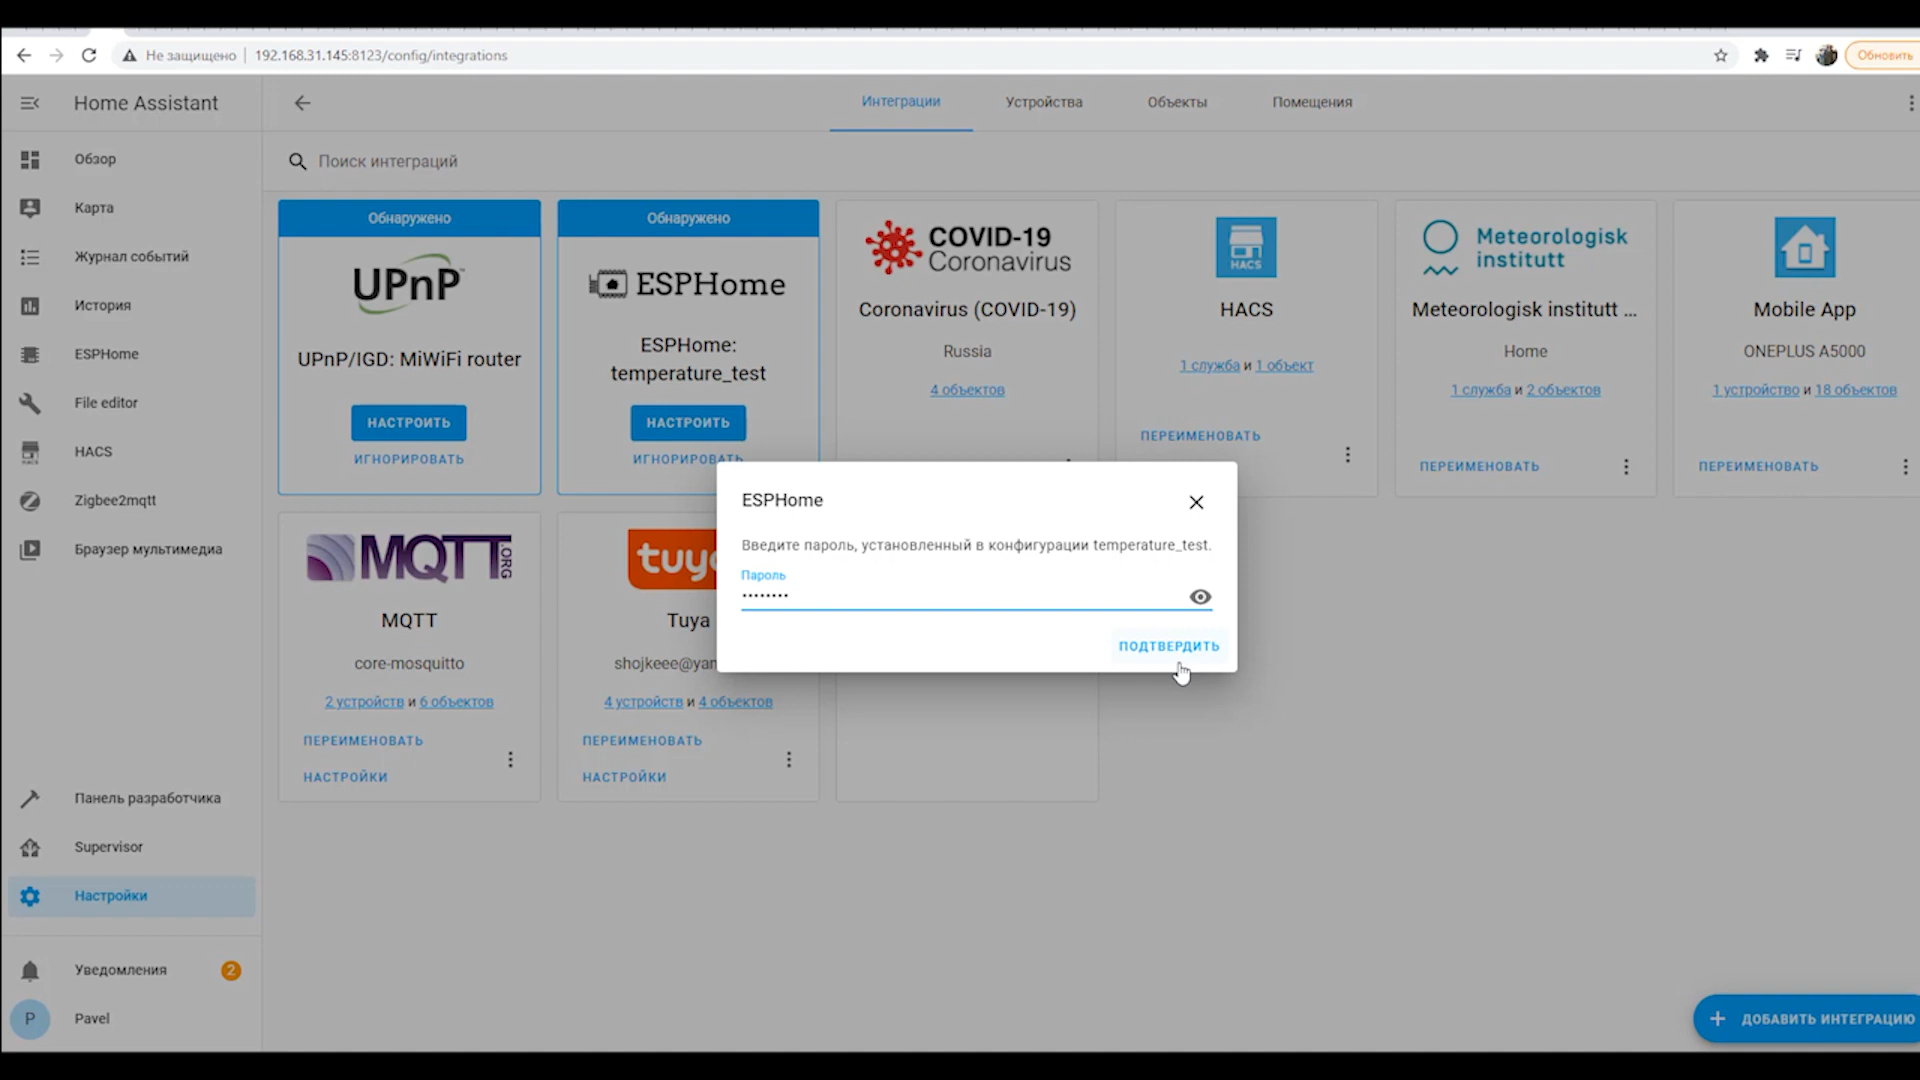 Не защищено
192.168.31.145:8123/config/integrations
Обновить
Home Assistant
Интеграции
Устройства
Объекты
Помещения
Обзор
Карта
Журнал событий
История
ESPHome
File editor
HACS
Zigbee2mqtt
Браузер мультимедиа
Панель разработчика
Supervisor
Настройки
Уведомления
2
P
Pavel
Поиск интеграций
Обнаружено
UPnP
UPnP/IGD: MiWiFi router
НАСТРОИТЬ
ИГНОРИРОВАТЬ
Обнаружено
ESPHome
ESPHome:
temperature_test
НАСТРОИТЬ
ИГНОРИРОВАТЬ
COVID-19
Coronavirus
Coronavirus (COVID-19)
Russia
4 объектов
HACS
HACS
1 служба и 1 объект
ПЕРЕИМЕНОВАТЬ
Meteorologisk
institutt
Meteorologisk institutt ...
Home
1 служба и 2 объектов
ПЕРЕИМЕНОВАТЬ
Mobile App
ONEPLUS A5000
1 устройство и 18 объектов
ПЕРЕИМЕНОВАТЬ
MQTT.ORG
MQTT
core-mosquitto
2 устройств и 6 объектов
ПЕРЕИМЕНОВАТЬ
НАСТРОЙКИ
Tuya
4 устройств и 4 объектов
ПЕРЕИМЕНОВАТЬ
НАСТРОЙКИ
ESPHome
Введите пароль, установленный в конфигурации temperature_test.
Пароль
••••••••
ПОДТВЕРДИТЬ
ДОБАВИТЬ ИНТЕГРАЦИЮ